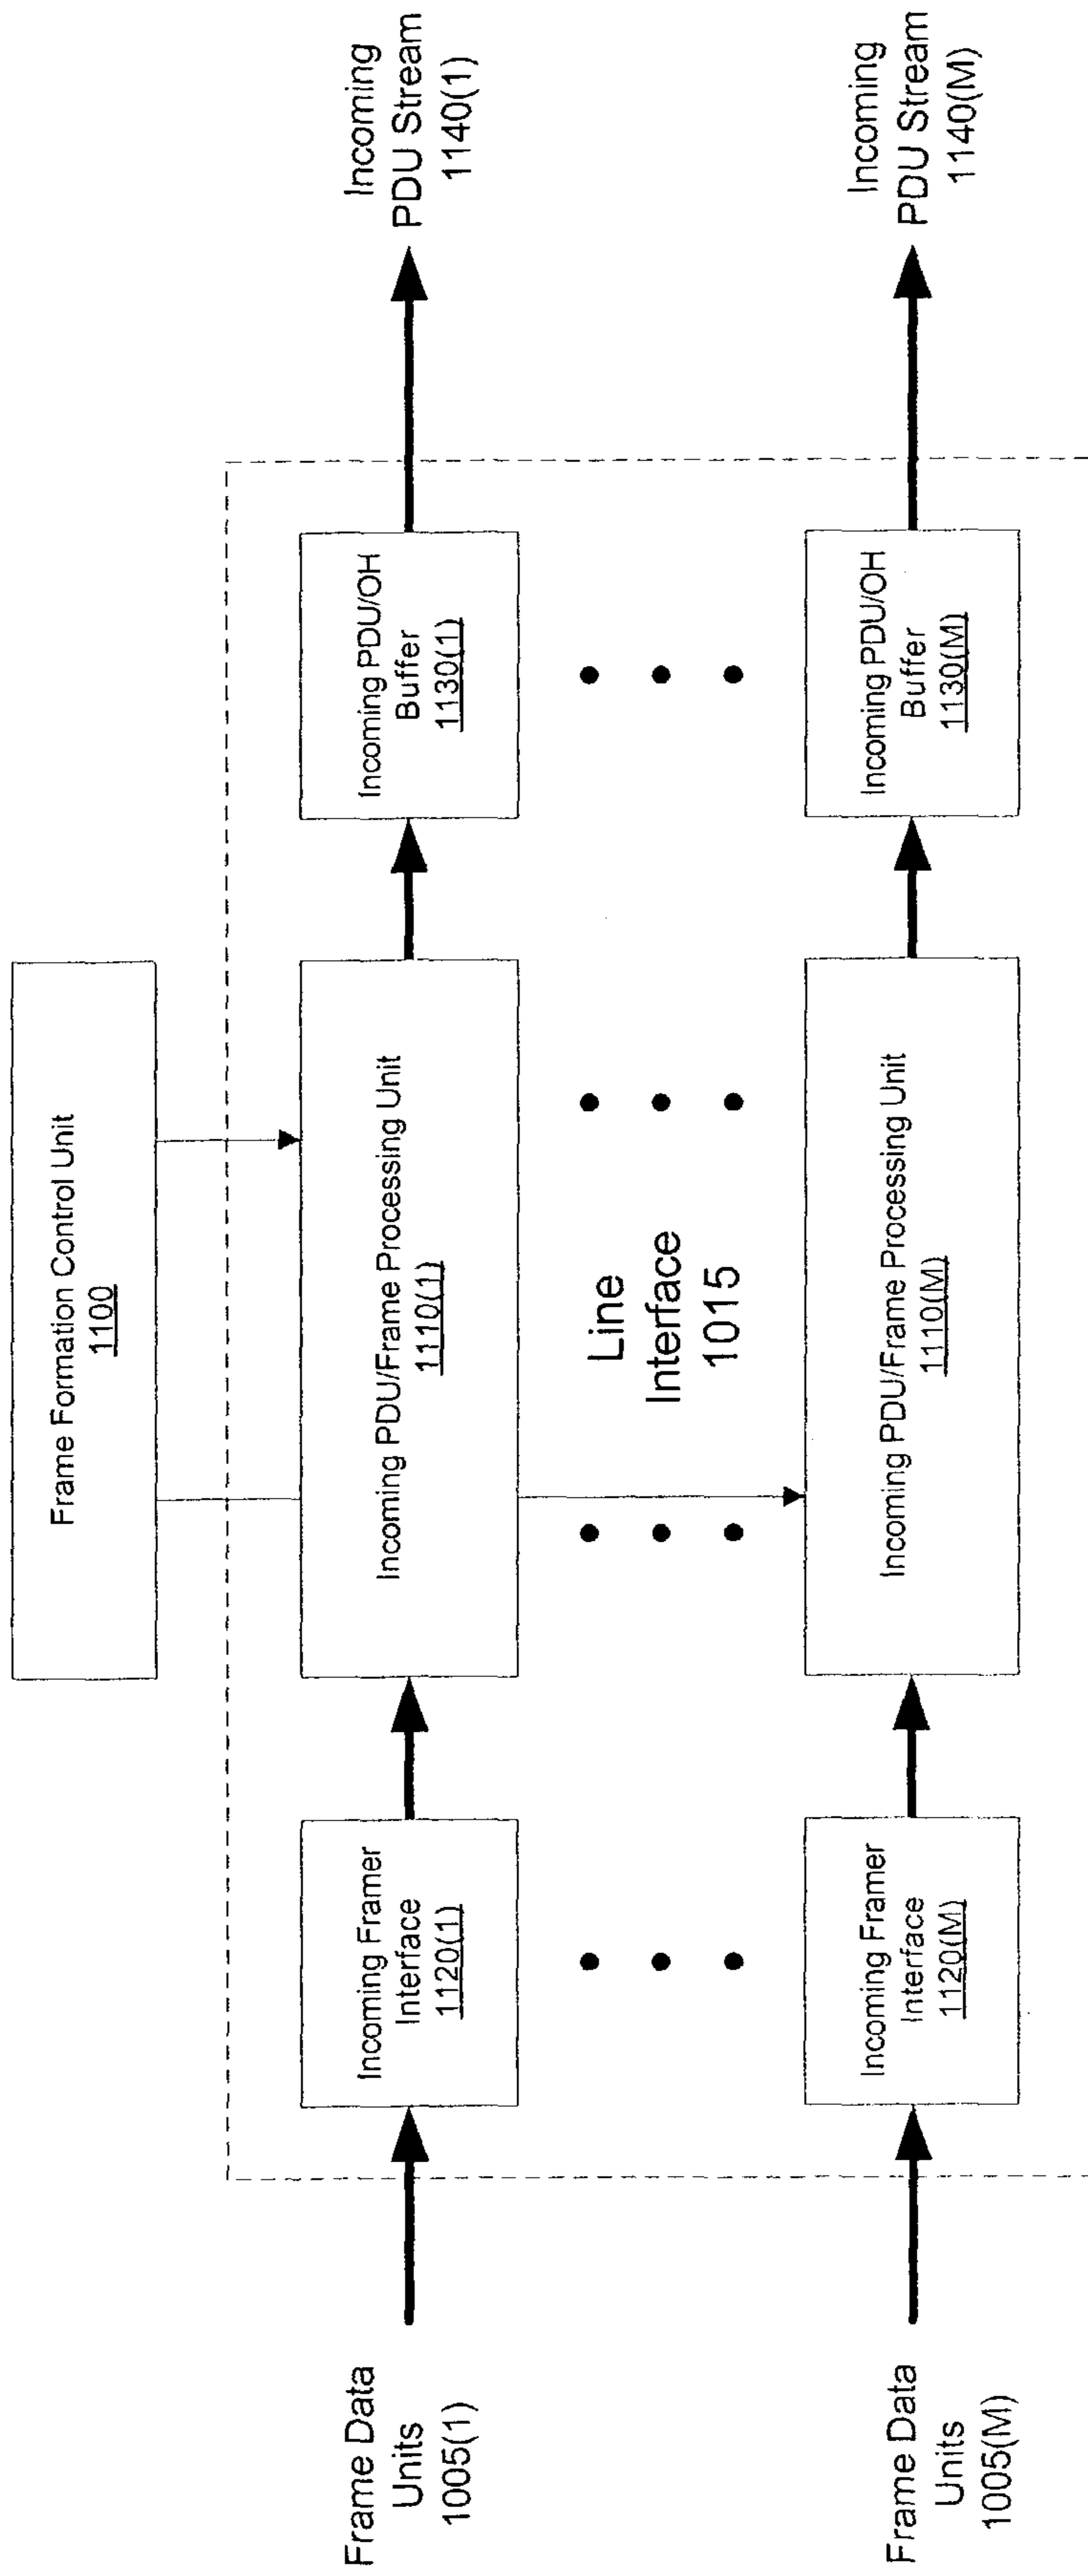 Frame Formation Control Unit
1100
Frame Data
Units
1005(1)
Incoming Framer
Interface
1120(1)
Incoming PDU/Frame Processing Unit
1110(1)
Incoming PDU/OH
Buffer
1130(1)
Incoming
PDU Stream
1140(1)
Line
Interface
1015
Frame Data
Units
1005(M)
Incoming Framer
Interface
1120(M)
Incoming PDU/Frame Processing Unit
1110(M)
Incoming PDU/OH
Buffer
1130(M)
Incoming
PDU Stream
1140(M)